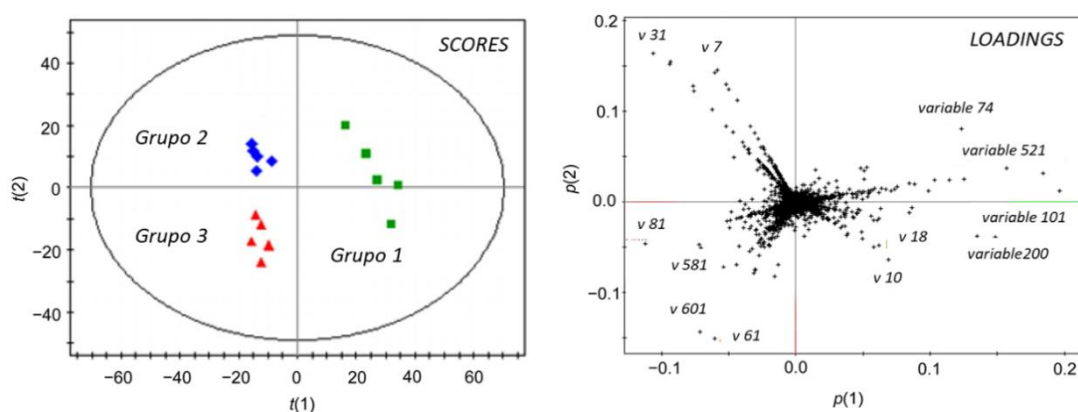 SCORES
Grupo 2
Grupo 3
Grupo 1
40
20
0
−20
−40
t(2)
−60
−40
−20
0
20
40
60
t(1)
LOADINGS
v 31
v 7
variable 74
variable 521
v 81
v 18
variable 101
variable200
v 581
v 10
v 601
v 61
0.2
0.1
0.0
−0.1
p(2)
−0.1
0.0
0.1
0.2
p(1)